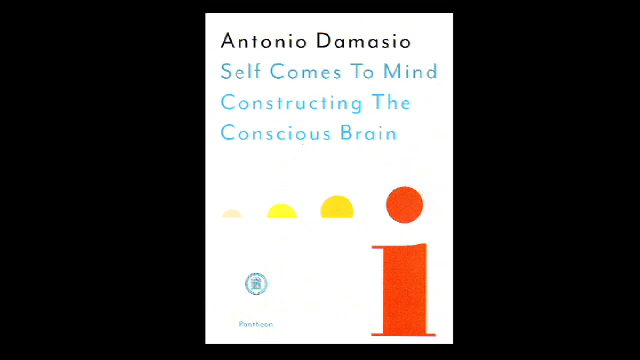 Antonio Damasio
Self Comes To Mind
Constructing The
Conscious Brain
i
Pantheon